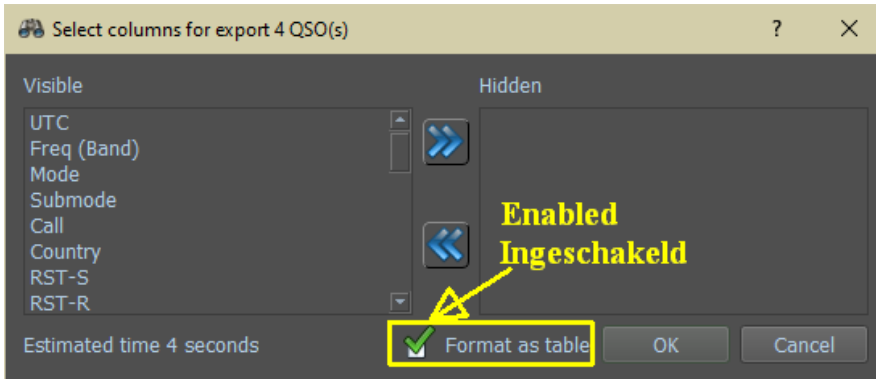 Select columns for export 4 QSO(s)
Visible
Hidden
UTC
Freq (Band)
Mode
Submode
Call
Country
RST-S
RST-R
Enabled
Ingeschakeld
Estimated time 4 seconds
Format as table
OK
Cancel